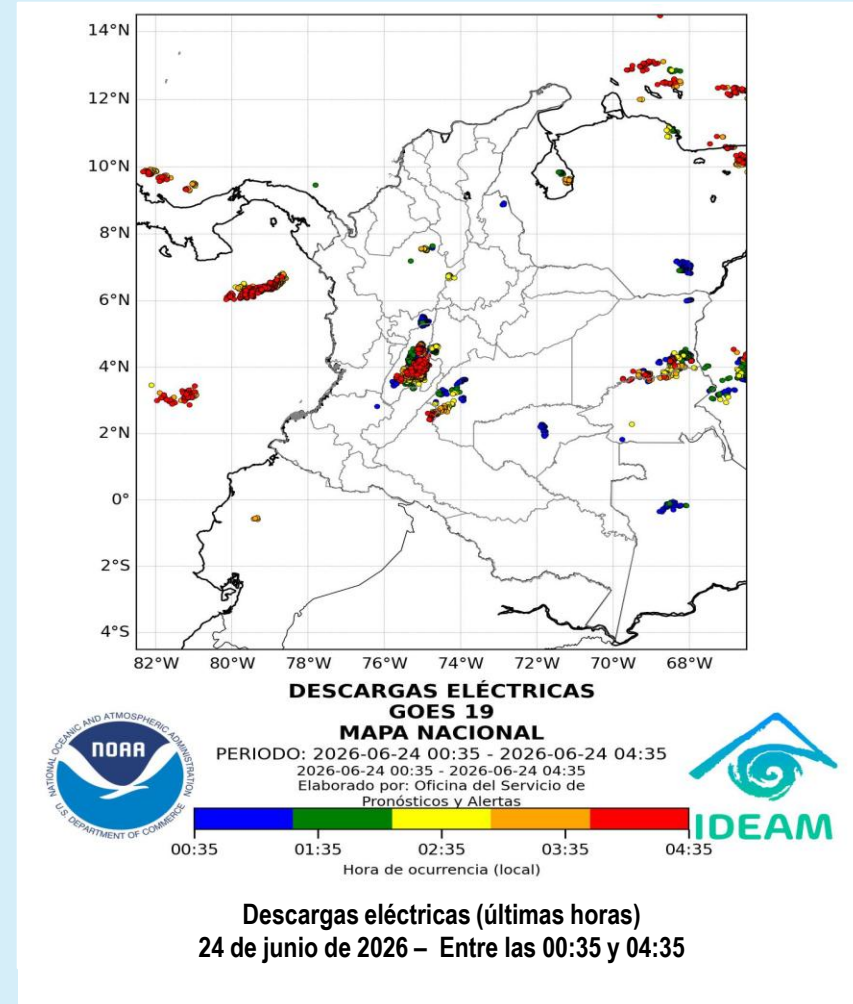 14°N
12°N
10°N
8°N
6°N
4°N
2°N
0°
2°S
4°S
82°W 80°W 78°W 76°W 74°W 72°W 70°W 68°W
DESCARGAS ELÉCTRICAS
GOES 19
MAPA NACIONAL
PERIODO: 2026-06-24 00:35 - 2026-06-24 04:35
2026-06-24 00:35 - 2026-06-24 04:35
Elaborado por: Oficina del Servicio de
Pronósticos y Alertas
NATIONAL OCEANIC AND ATMOSPHERIC ADMINISTRATION
NOAA
U.S. DEPARTMENT OF COMMERCE
IDEAM
00:35 01:35 02:35 03:35 04:35
Hora de ocurrencia (local)
Descargas eléctricas (últimas horas)
24 de junio de 2026 – Entre las 00:35 y 04:35